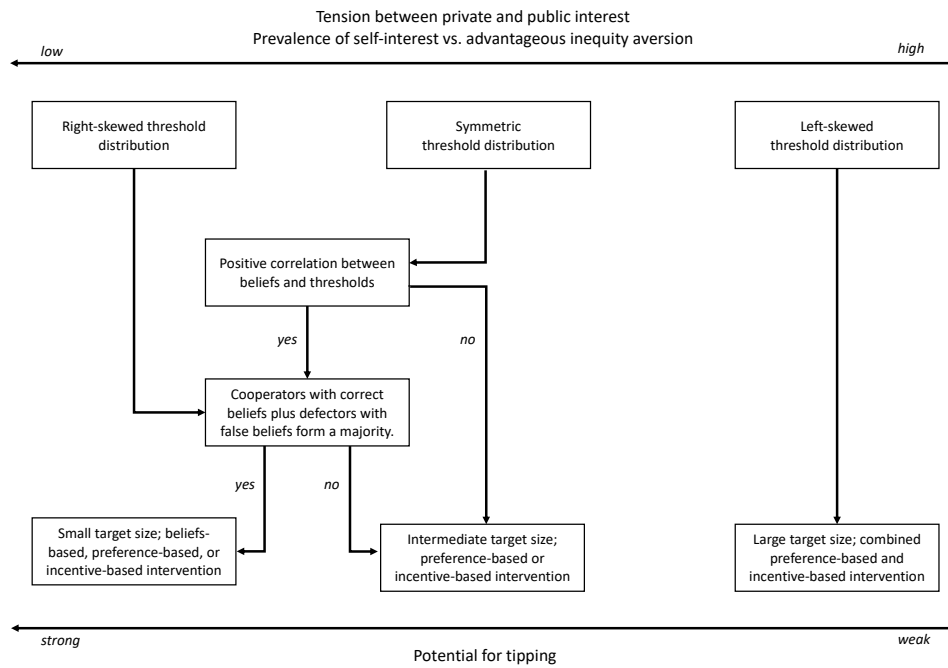 Tension between private and public interest
Prevalence of self-interest vs. advantageous inequity aversion
low
high
Right-skewed threshold
distribution
Symmetric
threshold distribution
Left-skewed
threshold distribution
Positive correlation between
beliefs and thresholds
yes
no
Cooperators with correct
beliefs plus defectors with
false beliefs form a majority.
yes
no
Small target size; beliefs-
based, preference-based, or
incentive-based intervention
Intermediate target size;
preference-based or
incentive-based intervention
Large target size; combined
preference-based and
incentive-based intervention
strong
weak
Potential for tipping